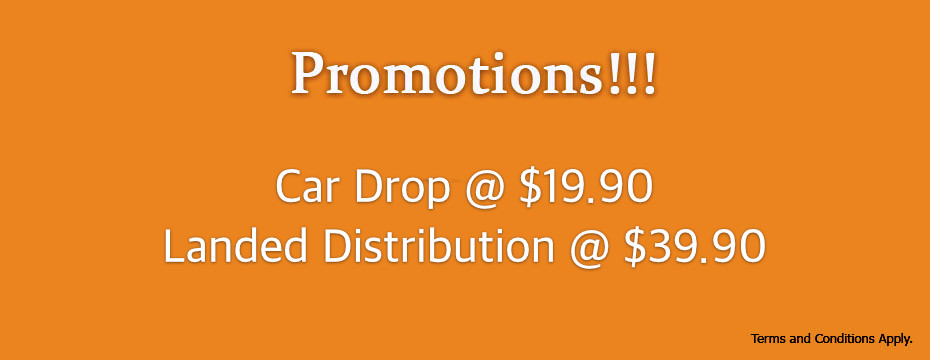 Promotions!!!
Car Drop @ $19.90
Landed Distribution @ $39.90
Terms and Conditions Apply.